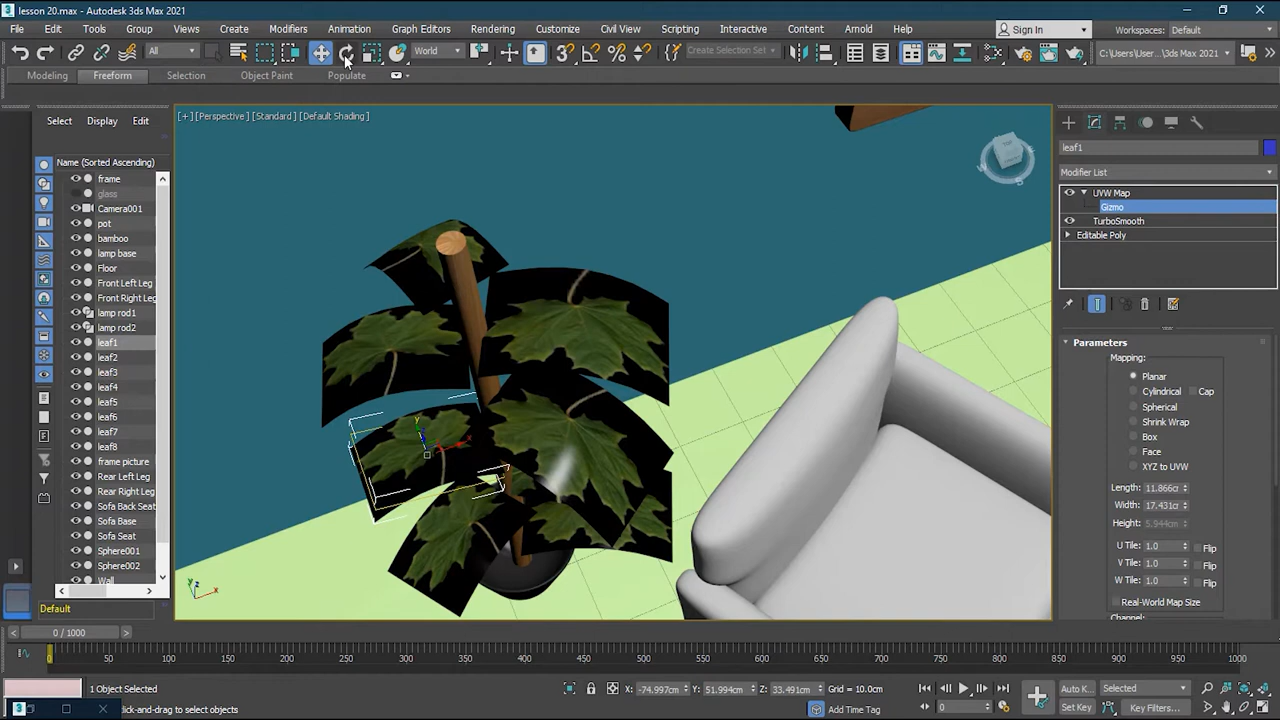 lesson 20.max - Autodesk 3ds Max 2021
File Edit Tools Group Views Create Modifiers Animation Graph Editors Rendering Customize Civil View Scripting Interactive Content Arnold Help Sign In Workspaces: Default
All World Create Selection Set C:\Users\User...\3ds Max 2021
Modeling Freeform Selection Object Paint Populate
Select Display Edit
[+] [Perspective] [Standard] [Default Shading]
Name (Sorted Ascending)
frame
glass
Camera001
pot
bamboo
lamp base
Floor
Front Left Leg
Front Right Leg
lamp rod1
lamp rod2
leaf1
leaf2
leaf3
leaf4
leaf5
leaf6
leaf7
leaf8
frame picture
Rear Left Leg
Rear Right Leg
Sofa Back Seat
Sofa Base
Sofa Seat
Sphere001
Sphere002
Wall
Default
leaf1
Modifier List
UVW Map
Gizmo
TurboSmooth
Editable Poly
Parameters
Mapping:
Planar
Cylindrical Cap
Spherical
Shrink Wrap
Box
Face
XYZ to UVW
Length: 11.866cm
Width: 17.431cm
Height: 5.944cm
U Tile: 1.0 Flip
V Tile: 1.0 Flip
W Tile: 1.0 Flip
Real-World Map Size
Channel:
0 / 1000
0 50 100 150 200 250 300 350 400 450 500 550 600 650 700 750 800 850 900 950 1000
1 Object Selected X: -74.997cm Y: 51.994cm Z: 33.491cm Grid = 10.0cm Auto K... Selected
ick-and-drag to select objects Add Time Tag 0 Set Key Key Filters...